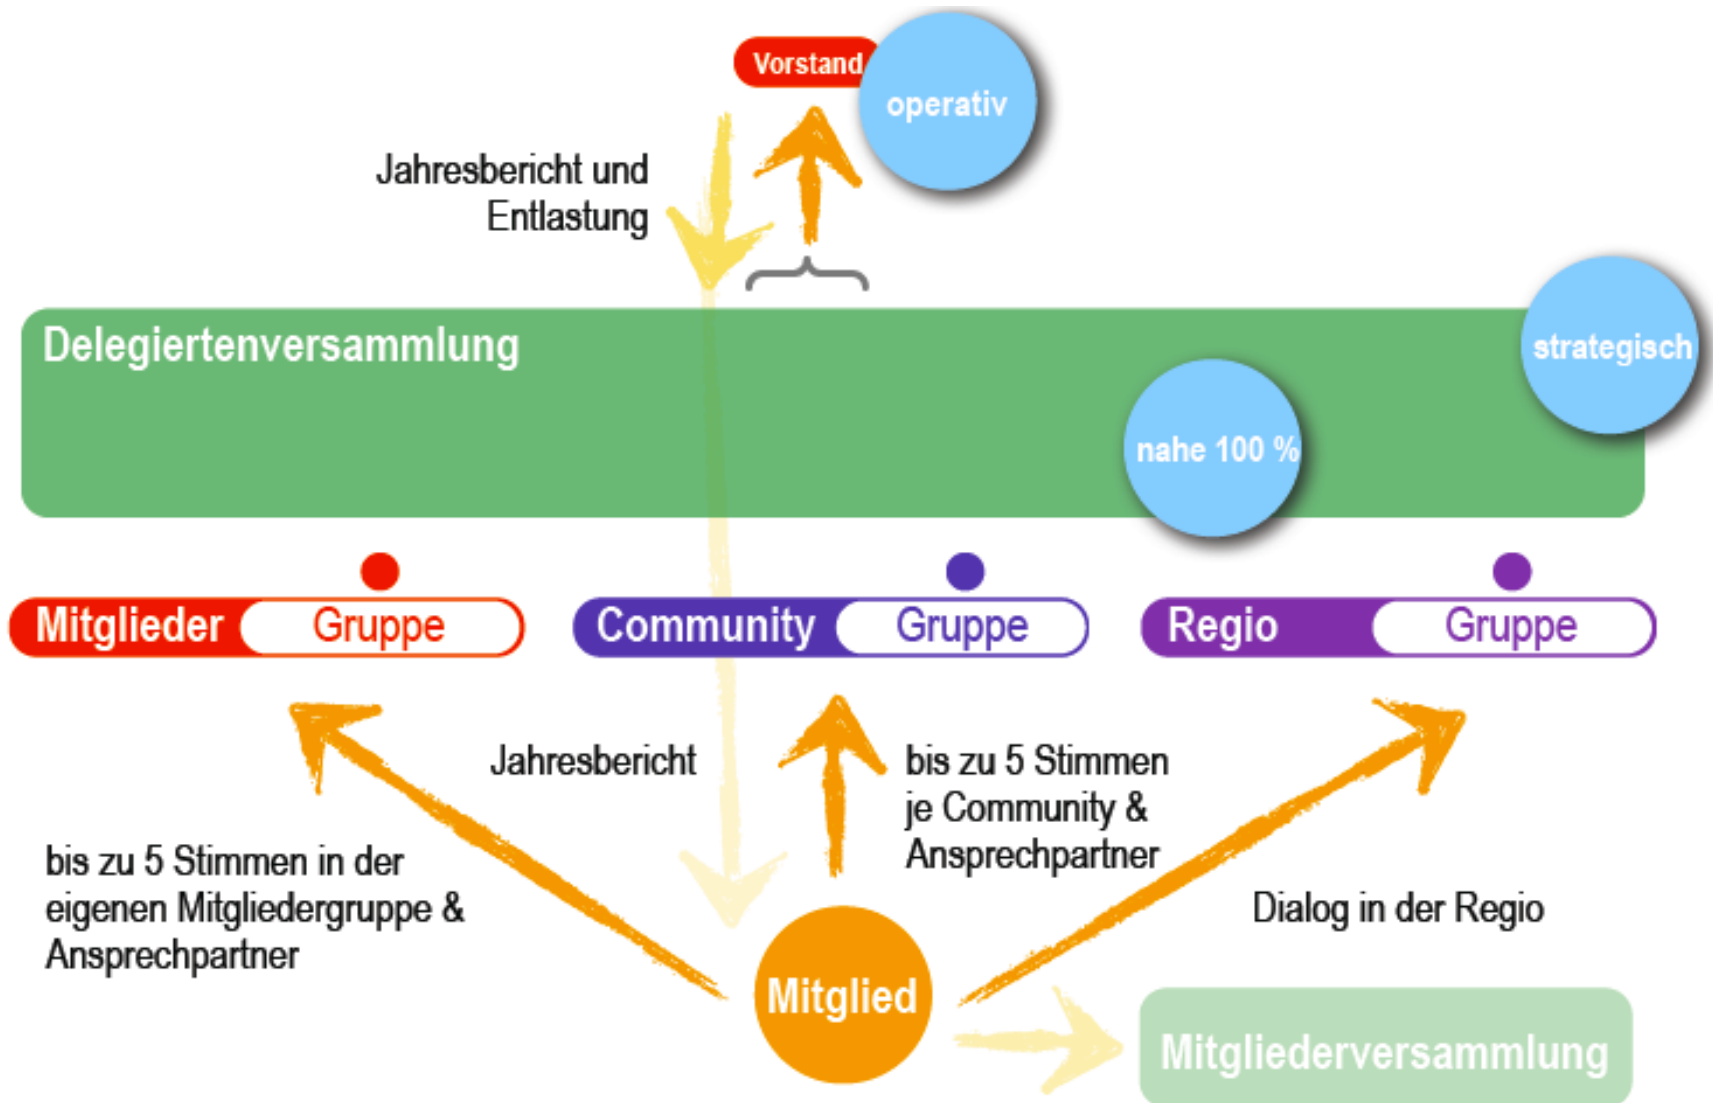 Vorstand
operativ
Jahresbericht und
Entlastung
Delegiertenversammlung
strategisch
nahe 100 %
Mitglieder Gruppe
Community Gruppe
Regio Gruppe
Jahresbericht
bis zu 5 Stimmen
je Community &
Ansprechpartner
bis zu 5 Stimmen in der
eigenen Mitgliedergruppe &
Ansprechpartner
Dialog in der Regio
Mitglied
Mitgliederversammlung